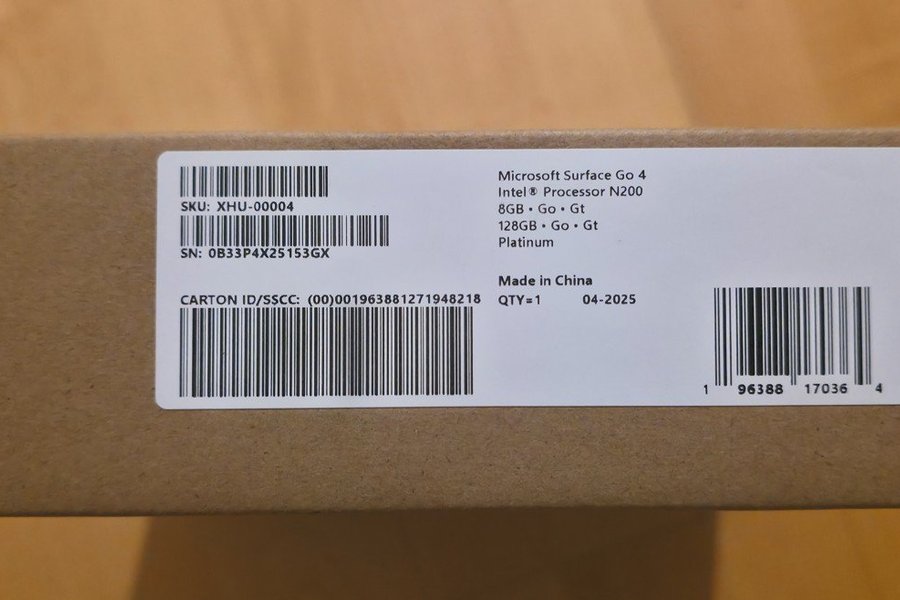 SKU: XHU-00004
SN: 0B33P4X25153GX
CARTON ID/SSCC: (00)001963881271948218
Microsoft Surface Go 4
Intel® Processor N200
8GB • Go • Gt
128GB • Go • Gt
Platinum
Made in China
QTY=1 04-2025
1 96388 17036 4